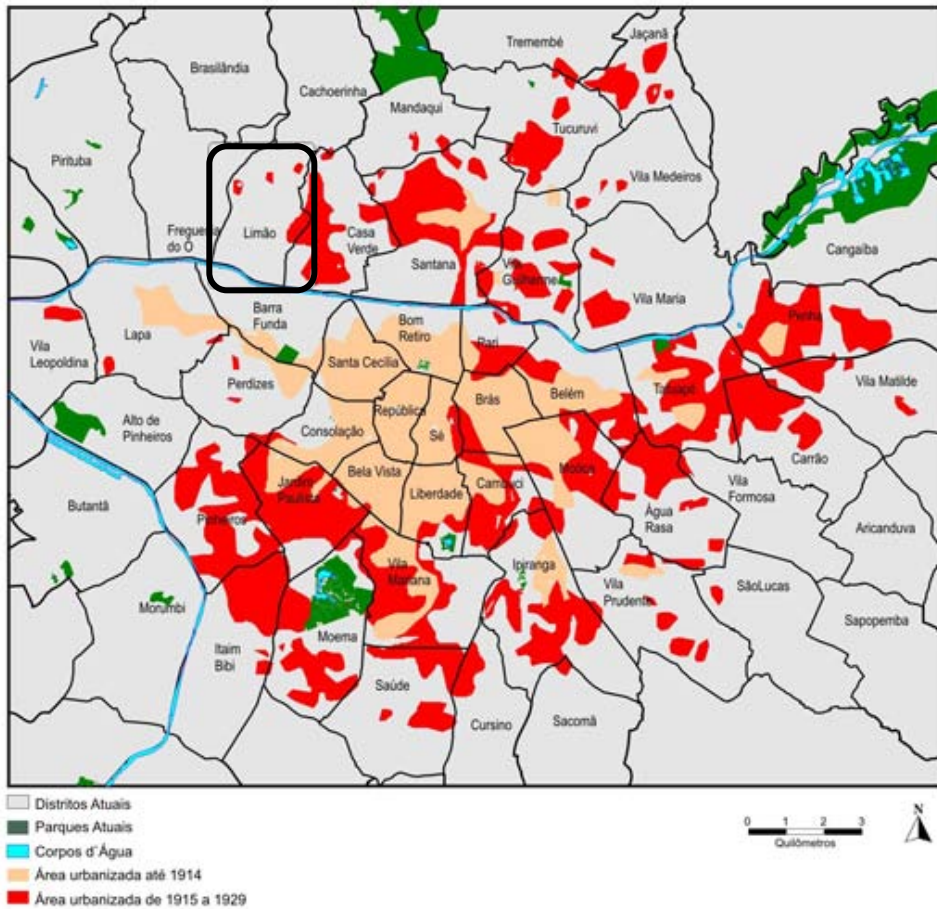 Jaçanã
Tremembé
Brasilândia
Cachoerinha
Mandaqui
Tucuruvi
Pirituba
Vila Medeiros
Limão
Casa
Verde
Freguesia
do Ó
Cangaiba
Santana
Vila
Guilherme
Vila Maria
Barra
Funda
Bom
Retiro
Penha
Lapa
Pari
Vila
Leopoldina
Santa Cecília
Perdizes
Tatuapé
Vila Matilde
Brás
Belém
República
Alto de
Pinheiros
Consolação
Sé
Carrão
Bela Vista
Moóca
Jardim
Paulista
Cambuci
Vila
Formosa
Liberdade
Butantã
Pinheiros
Água
Rasa
Aricanduva
Vila
Mariana
Ipiranga
Vila
Prudente
SãoLucas
Morumbi
Sapopemba
Moema
Itaim
Bibi
Saúde
Cursino
Sacomã
Distritos Atuais
Parques Atuais
Corpos d'Água
Área urbanizada até 1914
Área urbanizada de 1915 a 1929
0 1 2 3
Quilômetros
N